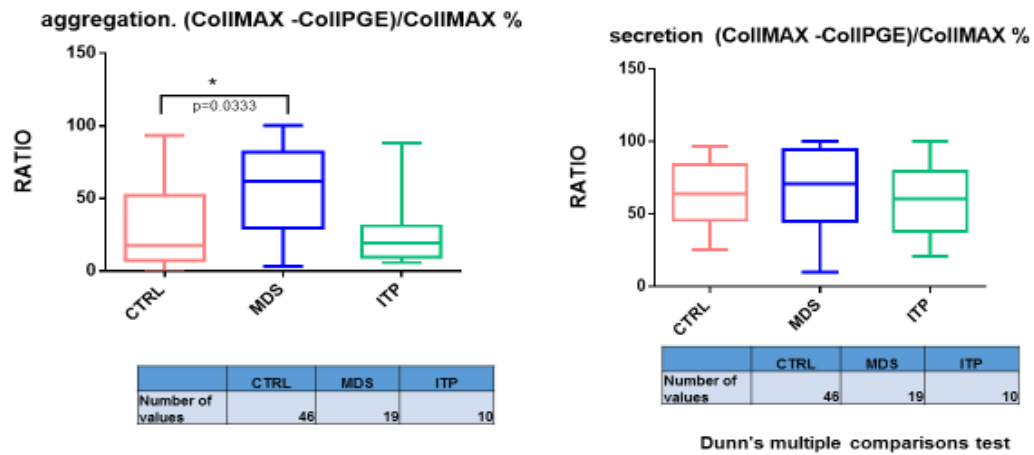 aggregation. (CollMAX -CollPGE)/CollMAX %
150
100
50
0
RATIO
*
p=0.0333
CTRL
MDS
ITP
CTRL MDS ITP
Number of
values 46 19 10
secretion (CollMAX -CollPGE)/CollMAX %
150
100
50
0
RATIO
CTRL
MDS
ITP
CTRL MDS ITP
Number of
values 46 19 10
Dunn's multiple comparisons test